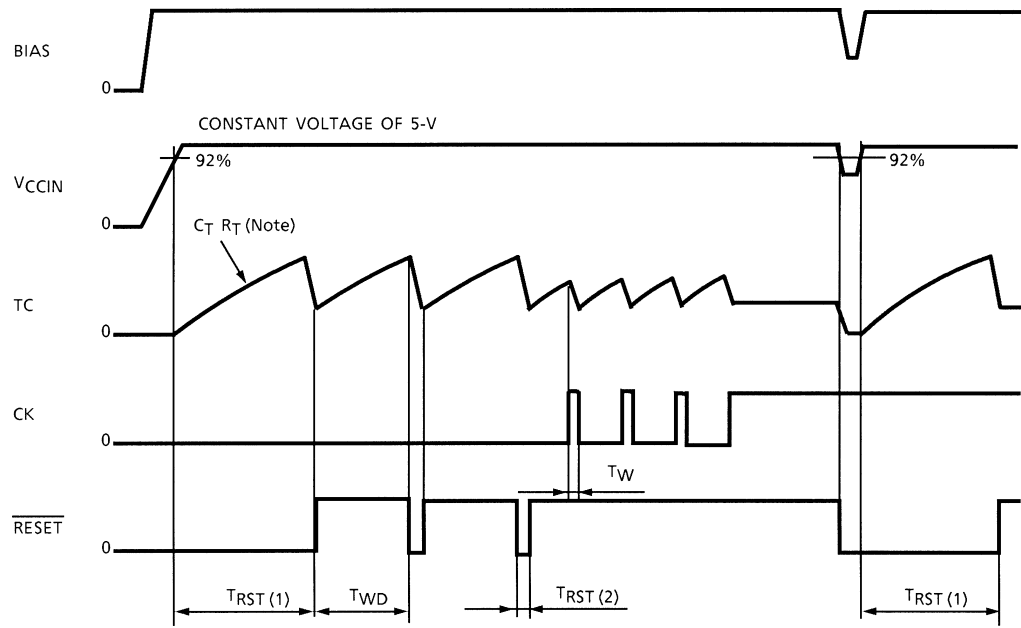 BIAS
0
CONSTANT VOLTAGE OF 5-V
92%
92%
VCCIN
0
CT RT (Note)
TC
0
CK
0
TW
RESET
0
TRST (1)
TWD
TRST (2)
TRST (1)